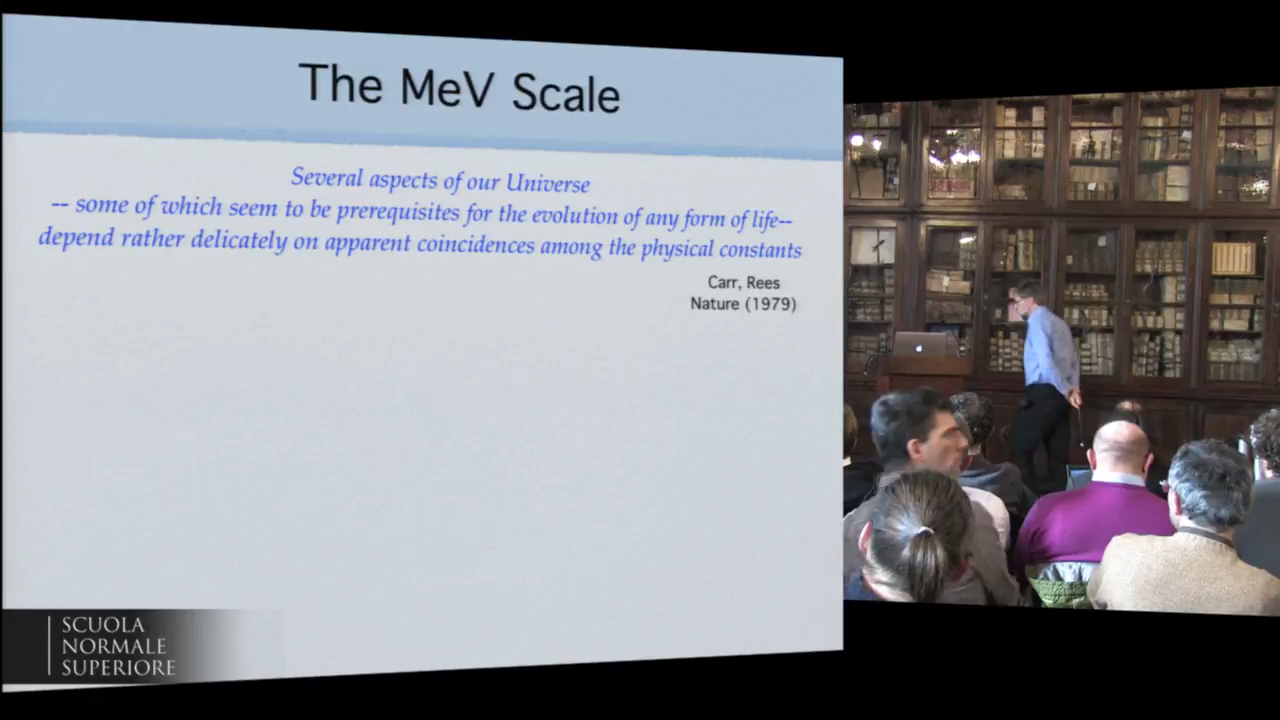 The MeV Scale
Several aspects of our Universe
-- some of which seem to be prerequisites for the evolution of any form of life--
depend rather delicately on apparent coincidences among the physical constants
Carr, Rees
Nature (1979)
SCUOLA
NORMALE
SUPERIORE